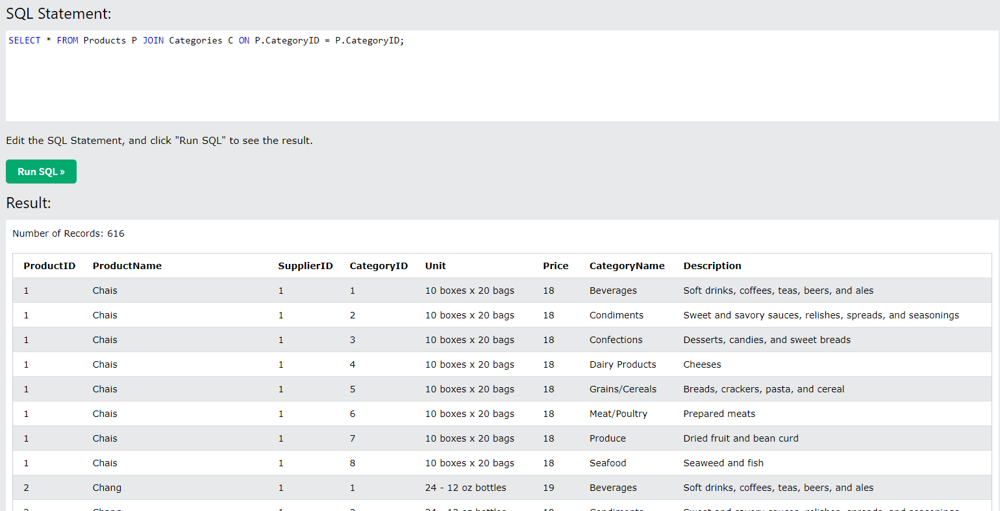 SQL Statement:
SELECT * FROM Products P JOIN Categories C ON P.CategoryID = P.CategoryID;
Edit the SQL Statement, and click "Run SQL" to see the result.
Run SQL »
Result:
Number of Records: 616
ProductID ProductName SupplierID CategoryID Unit Price CategoryName Description
1 Chais 1 1 10 boxes x 20 bags 18 Beverages Soft drinks, coffees, teas, beers, and ales
1 Chais 1 2 10 boxes x 20 bags 18 Condiments Sweet and savory sauces, relishes, spreads, and seasonings
1 Chais 1 3 10 boxes x 20 bags 18 Confections Desserts, candies, and sweet breads
1 Chais 1 4 10 boxes x 20 bags 18 Dairy Products Cheeses
1 Chais 1 5 10 boxes x 20 bags 18 Grains/Cereals Breads, crackers, pasta, and cereal
1 Chais 1 6 10 boxes x 20 bags 18 Meat/Poultry Prepared meats
1 Chais 1 7 10 boxes x 20 bags 18 Produce Dried fruit and bean curd
1 Chais 1 8 10 boxes x 20 bags 18 Seafood Seaweed and fish
2 Chang 1 1 24 - 12 oz bottles 19 Beverages Soft drinks, coffees, teas, beers, and ales